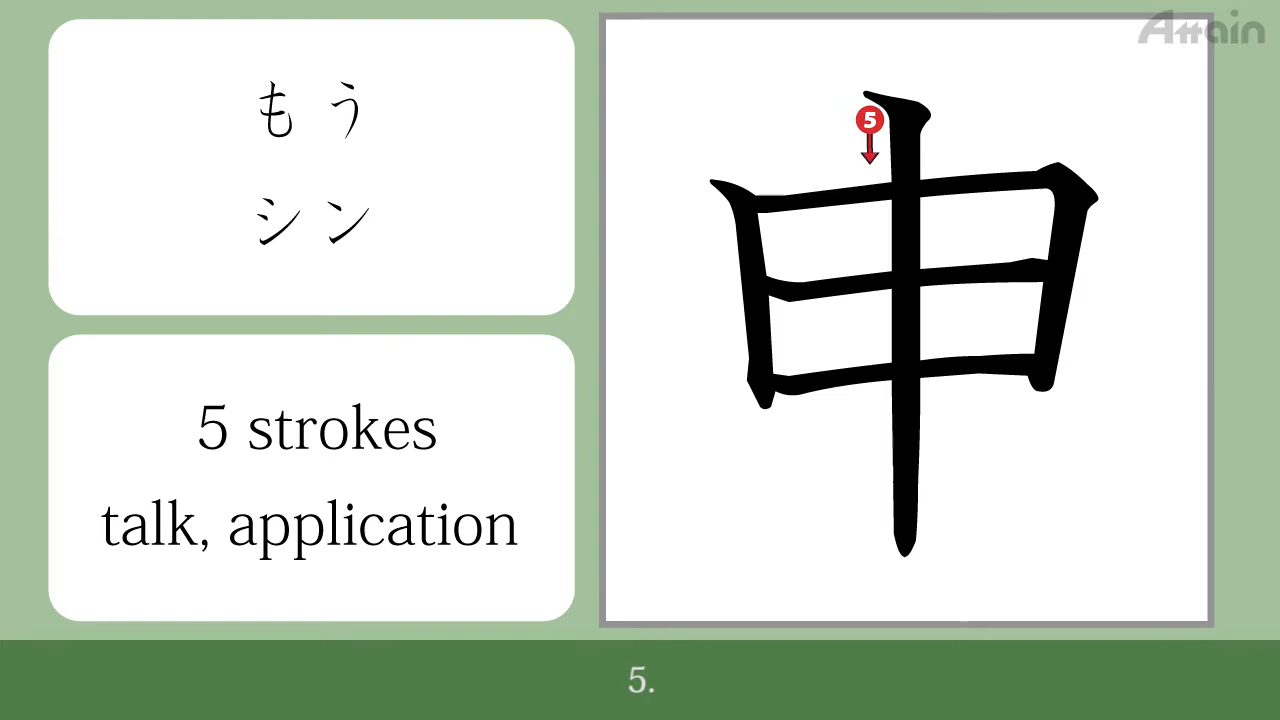 もう
シン
5 strokes
talk, application
Attain
5
申
5.